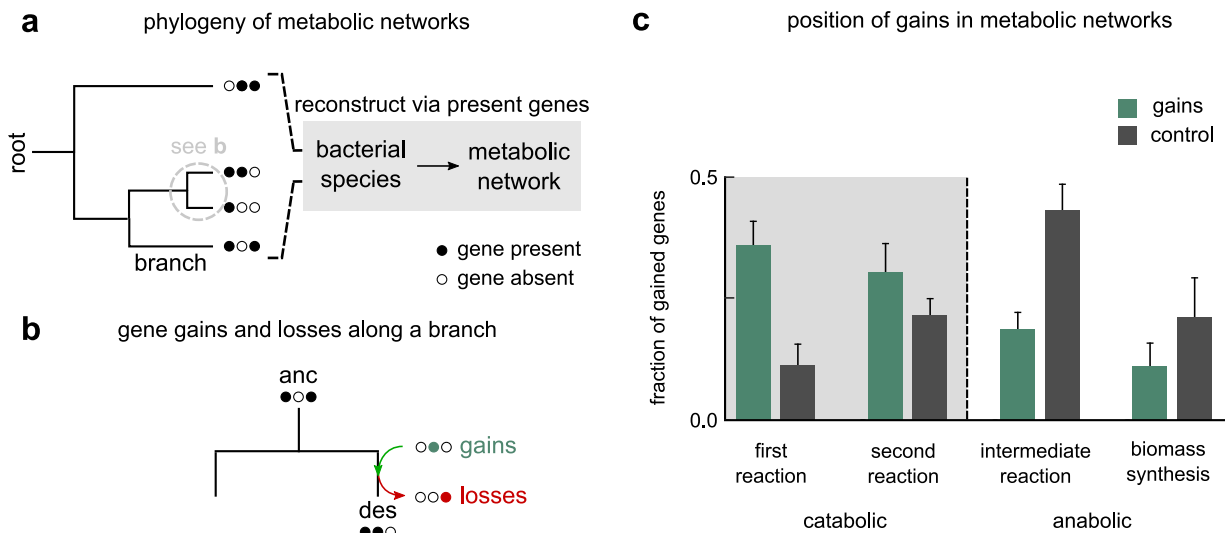 a
phylogeny of metabolic networks
root
see b
branch
reconstruct via present genes
bacterial
species
metabolic
network
gene present
gene absent
b
gene gains and losses along a branch
anc
gains
losses
des
c
position of gains in metabolic networks
gains
control
fraction of gained genes
0.5
0.0
first
reaction
second
reaction
intermediate
reaction
biomass
synthesis
catabolic
anabolic